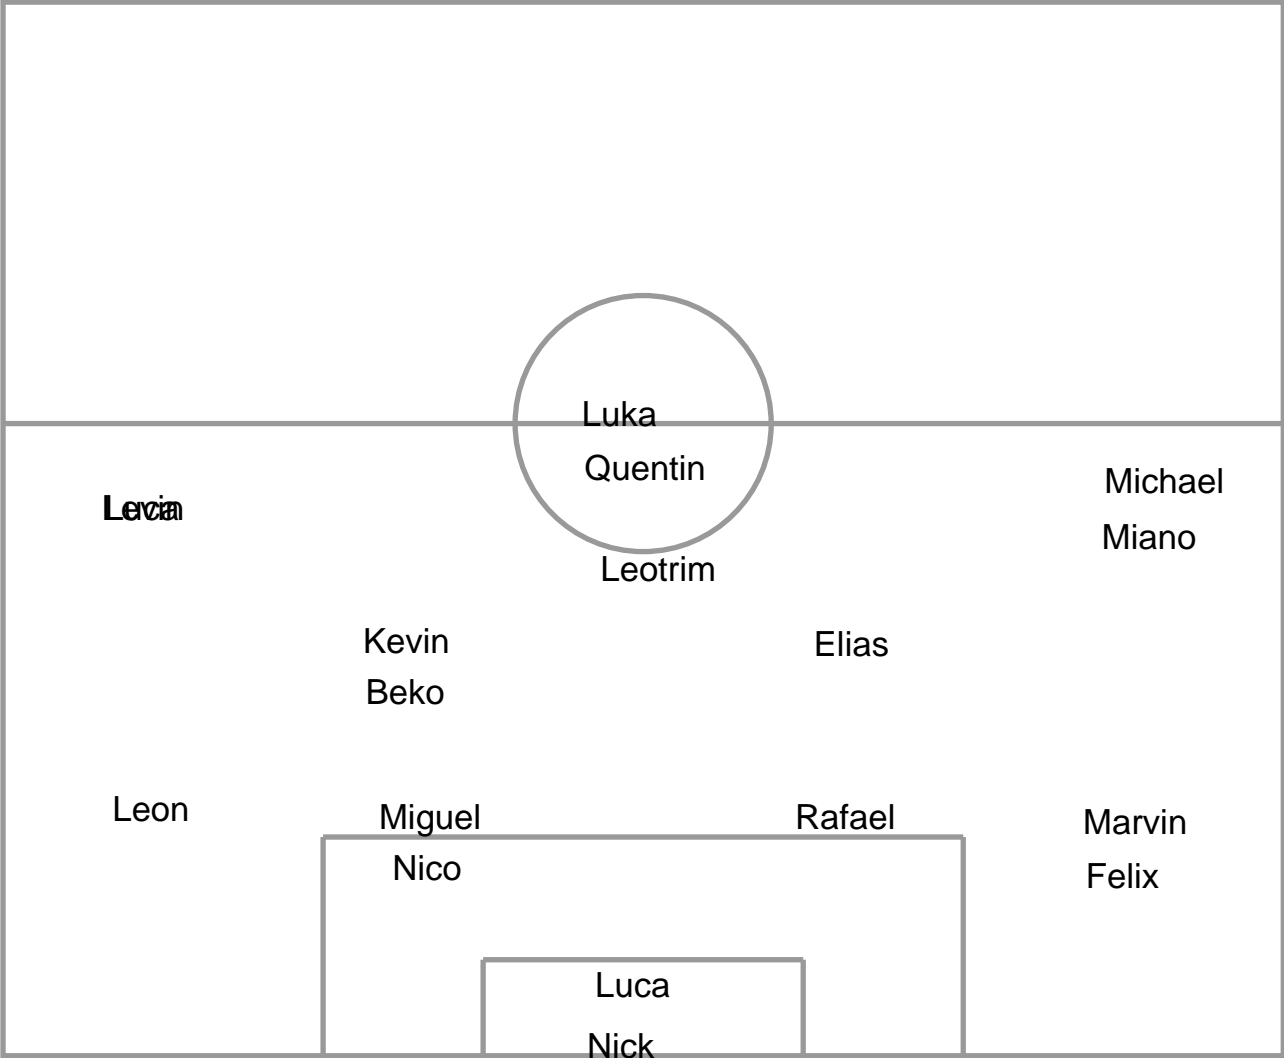 Luka
Quentin
Michael
Miano
Leotrim
Kevin
Elias
Beko
Leon
Miguel
Rafael
Marvin
Nico
Felix
Luca
Nick